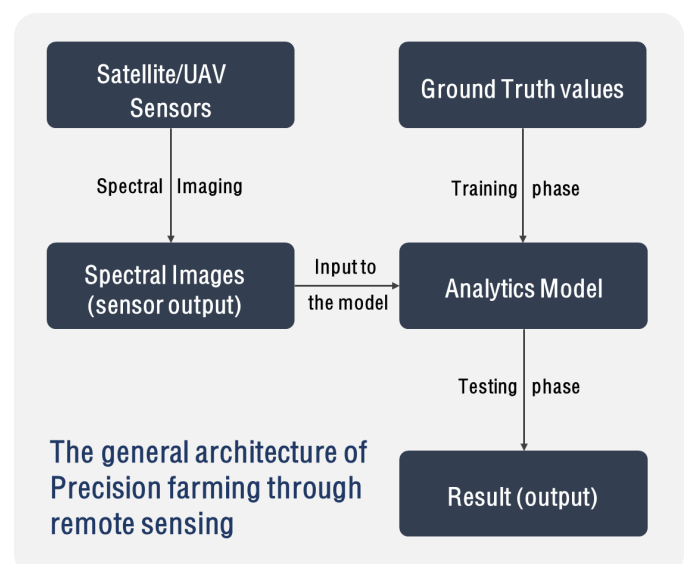 Satellite/UAV
Sensors
Ground Truth values
Spectral Imaging
Training phase
Spectral Images
(sensor output)
Input to
the model
Analytics Model
Testing phase
The general architecture of
Precision farming through
remote sensing
Result (output)